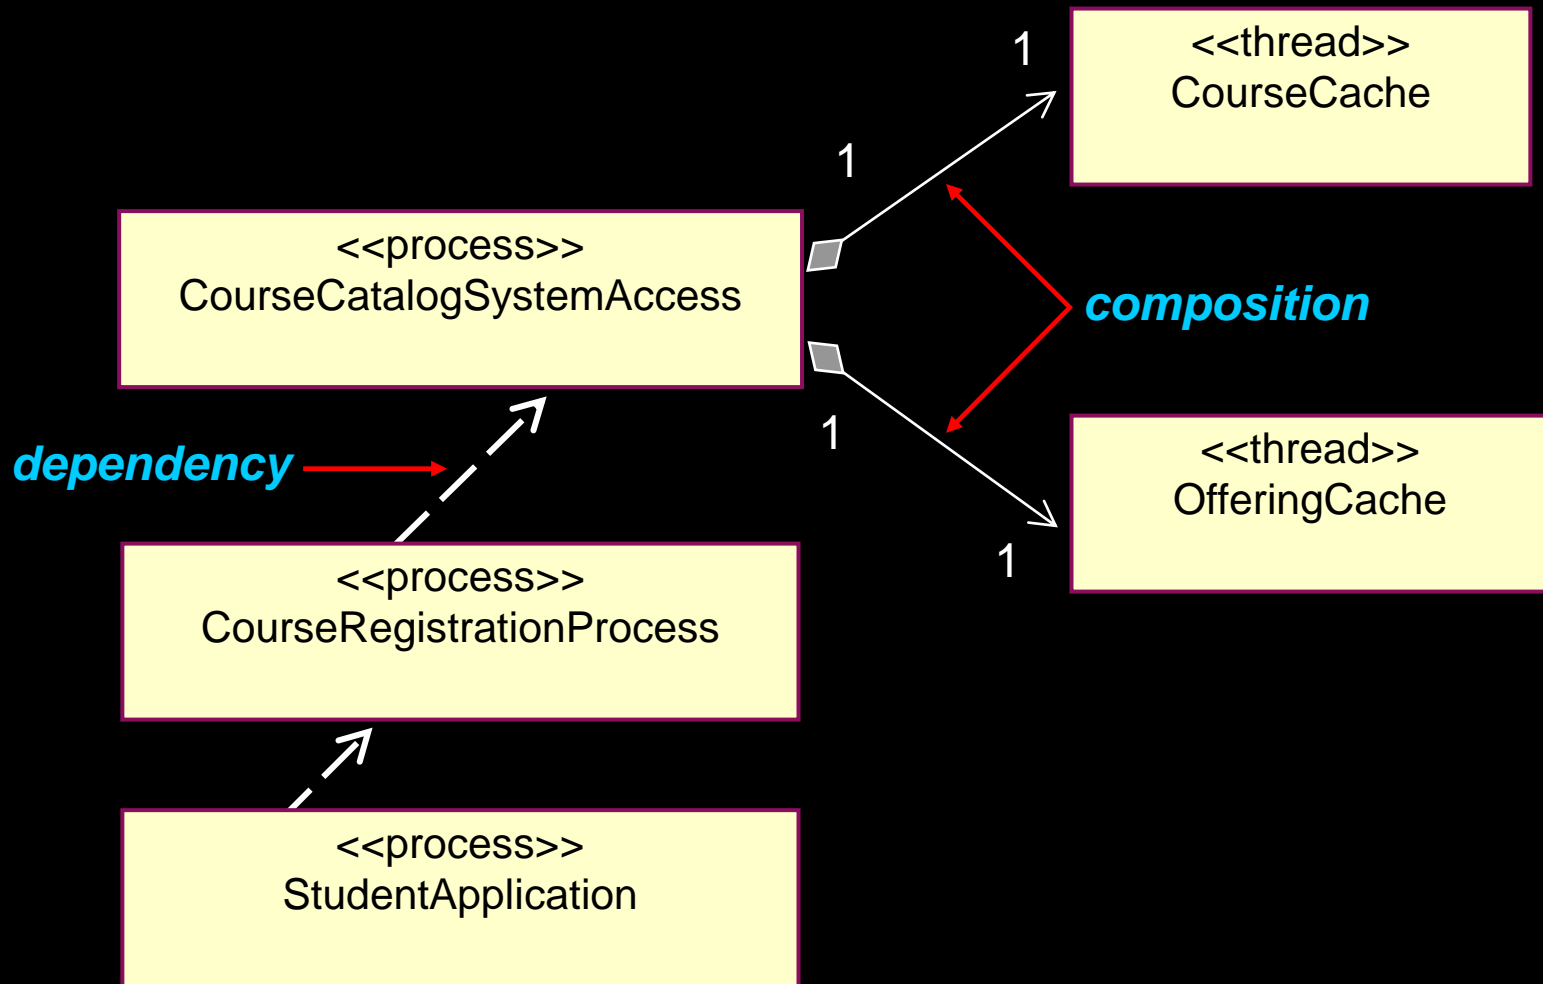 1
<<thread>>
CourseCache
1
<<process>>
CourseCatalogSystemAccess
composition
1
<<thread>>
OfferingCache
dependency
1
<<process>>
CourseRegistrationProcess
<<process>>
StudentApplication